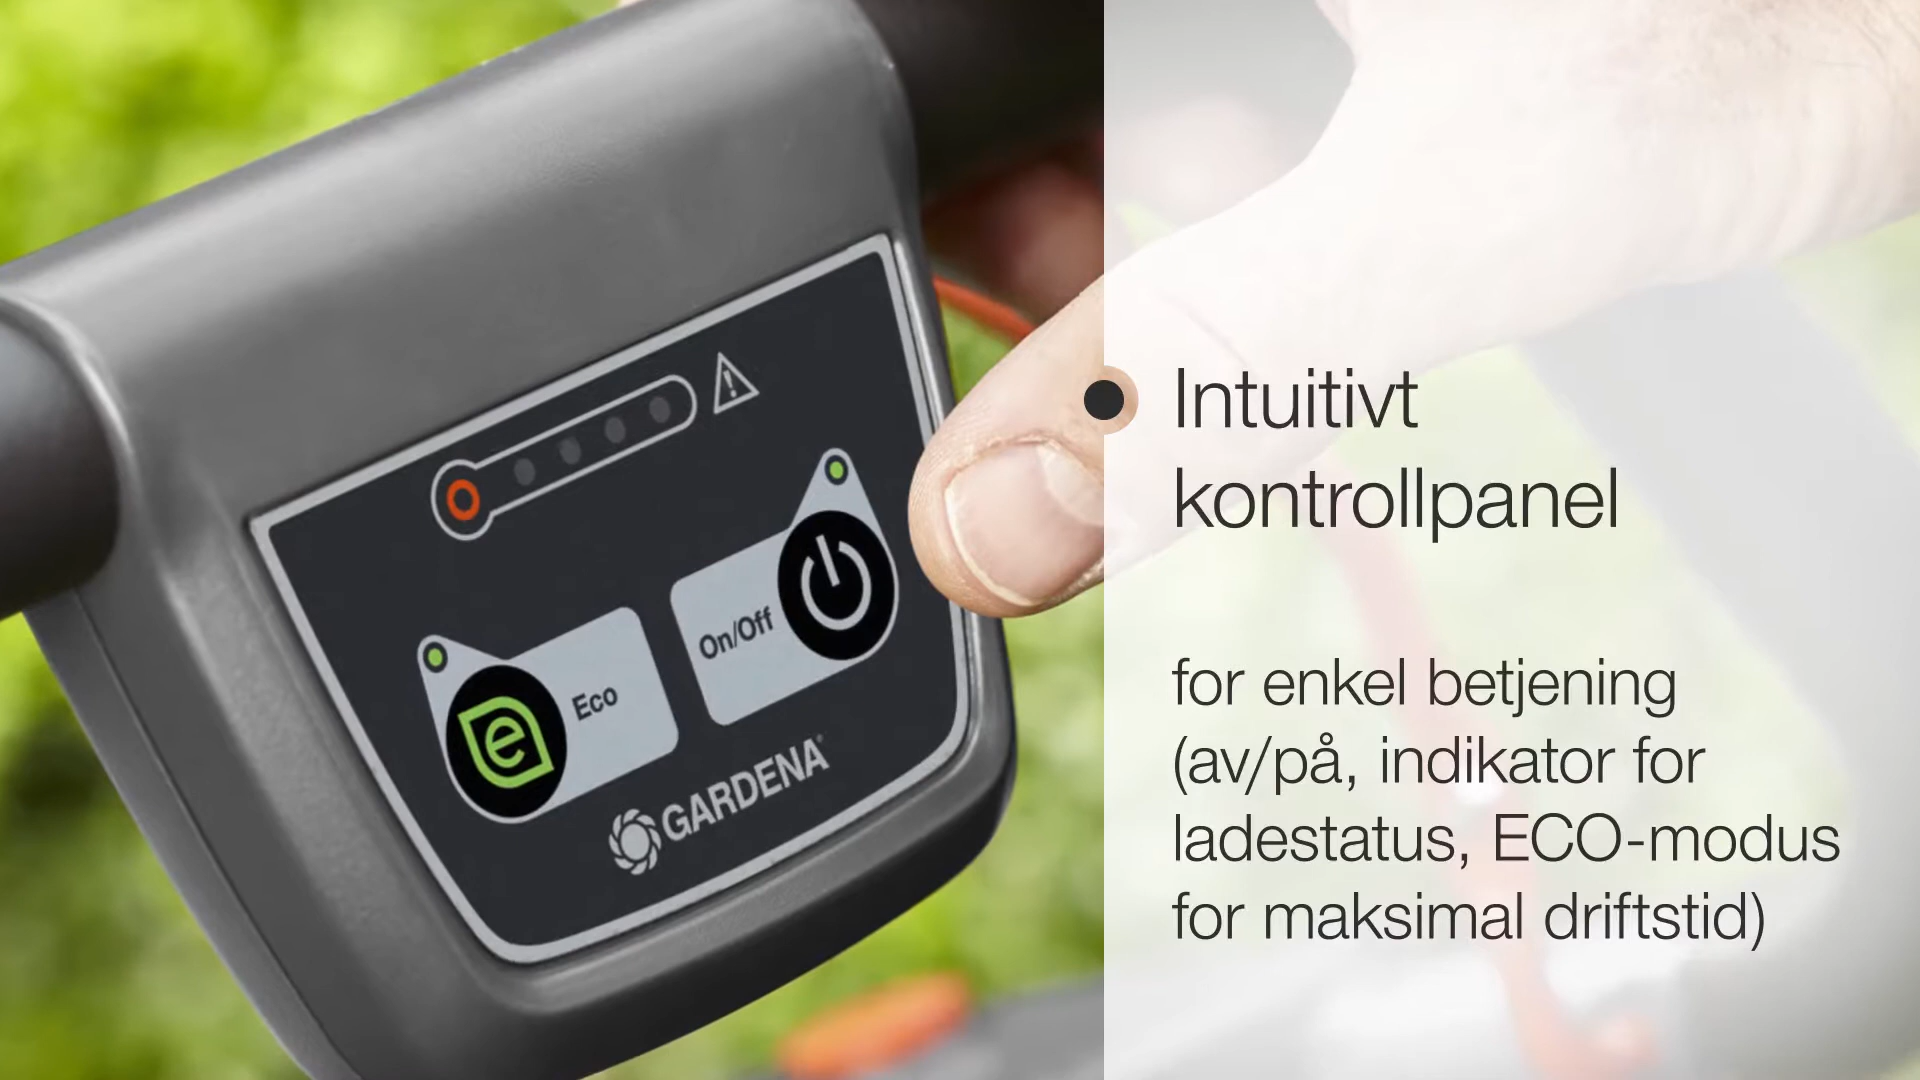 On/Off
Eco
GARDENA
Intuitivt
kontrollpanel
for enkel betjening
(av/på, indikator for
ladestatus, ECO-modus
for maksimal driftstid)